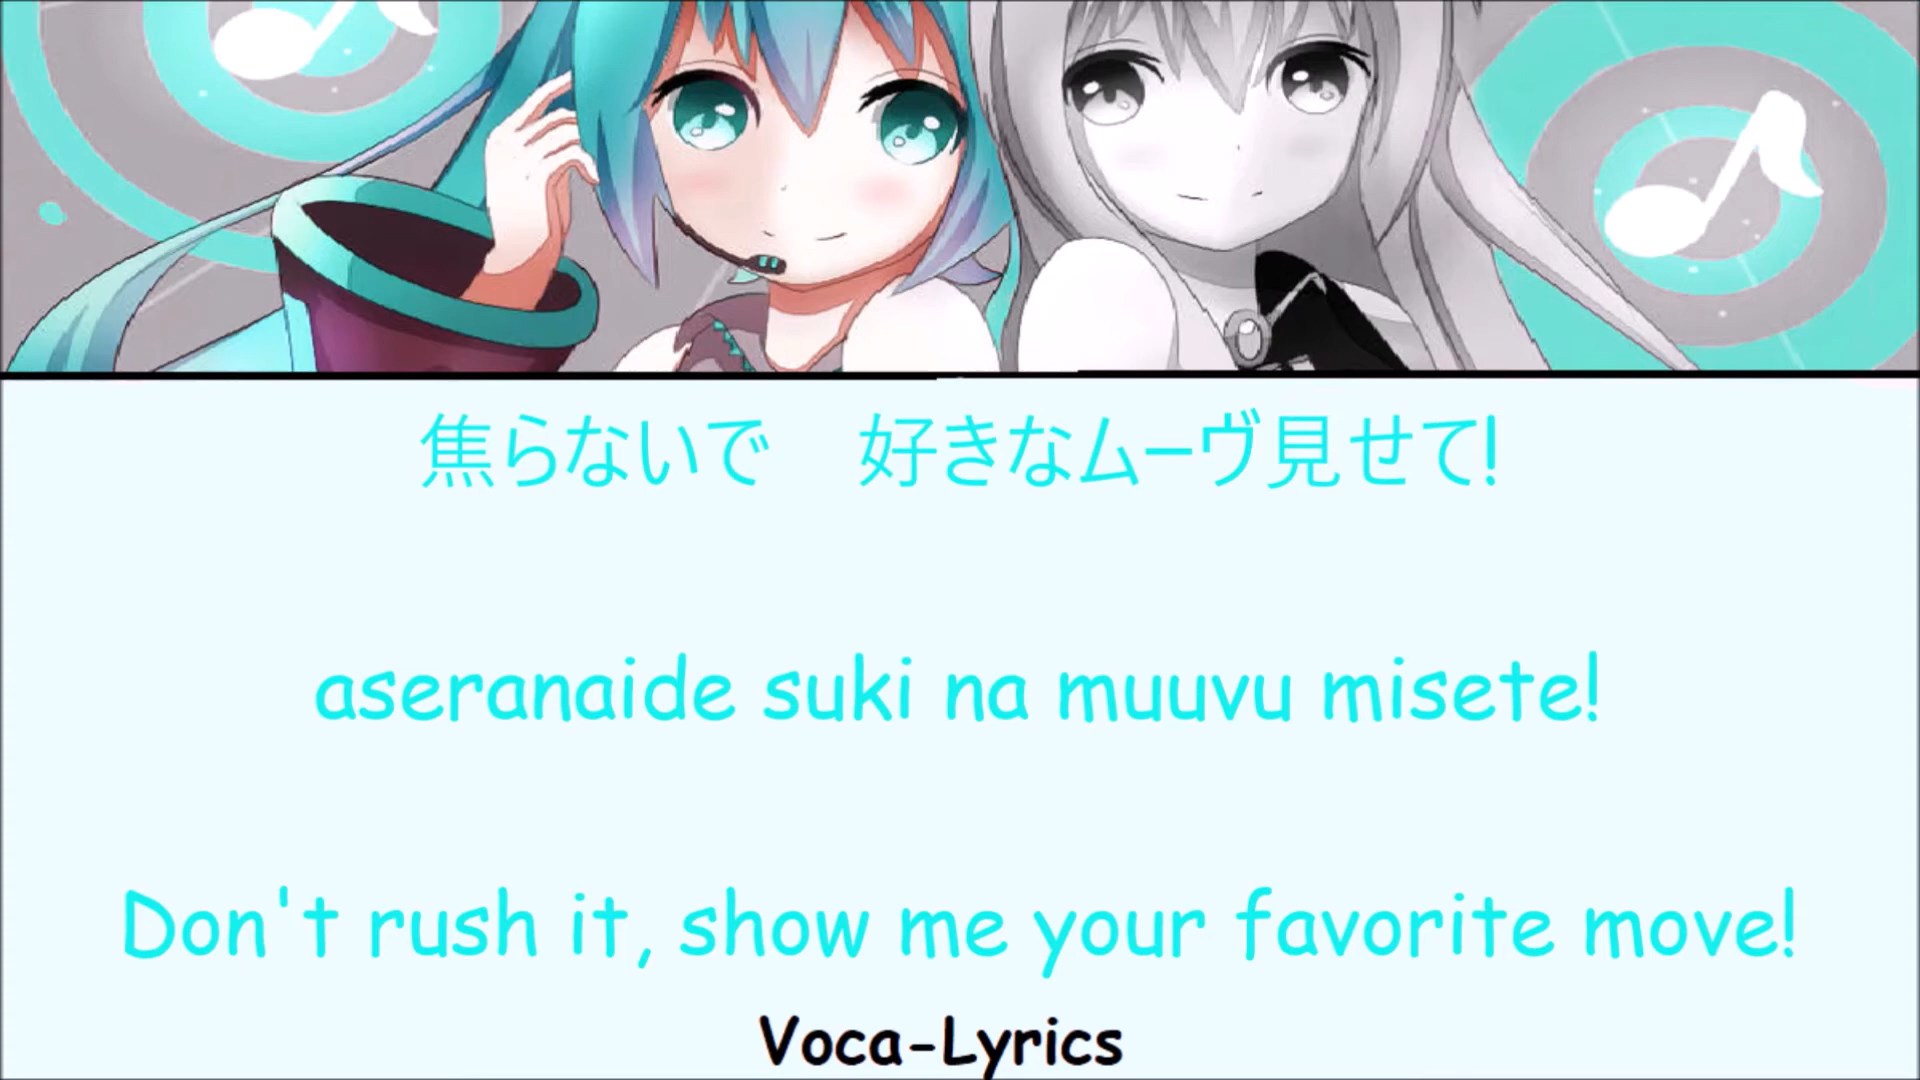 焦らないで　好きなムーヴ見せて!
aseranaide suki na muuvu misete!
Don't rush it, show me your favorite move!
Voca-Lyrics